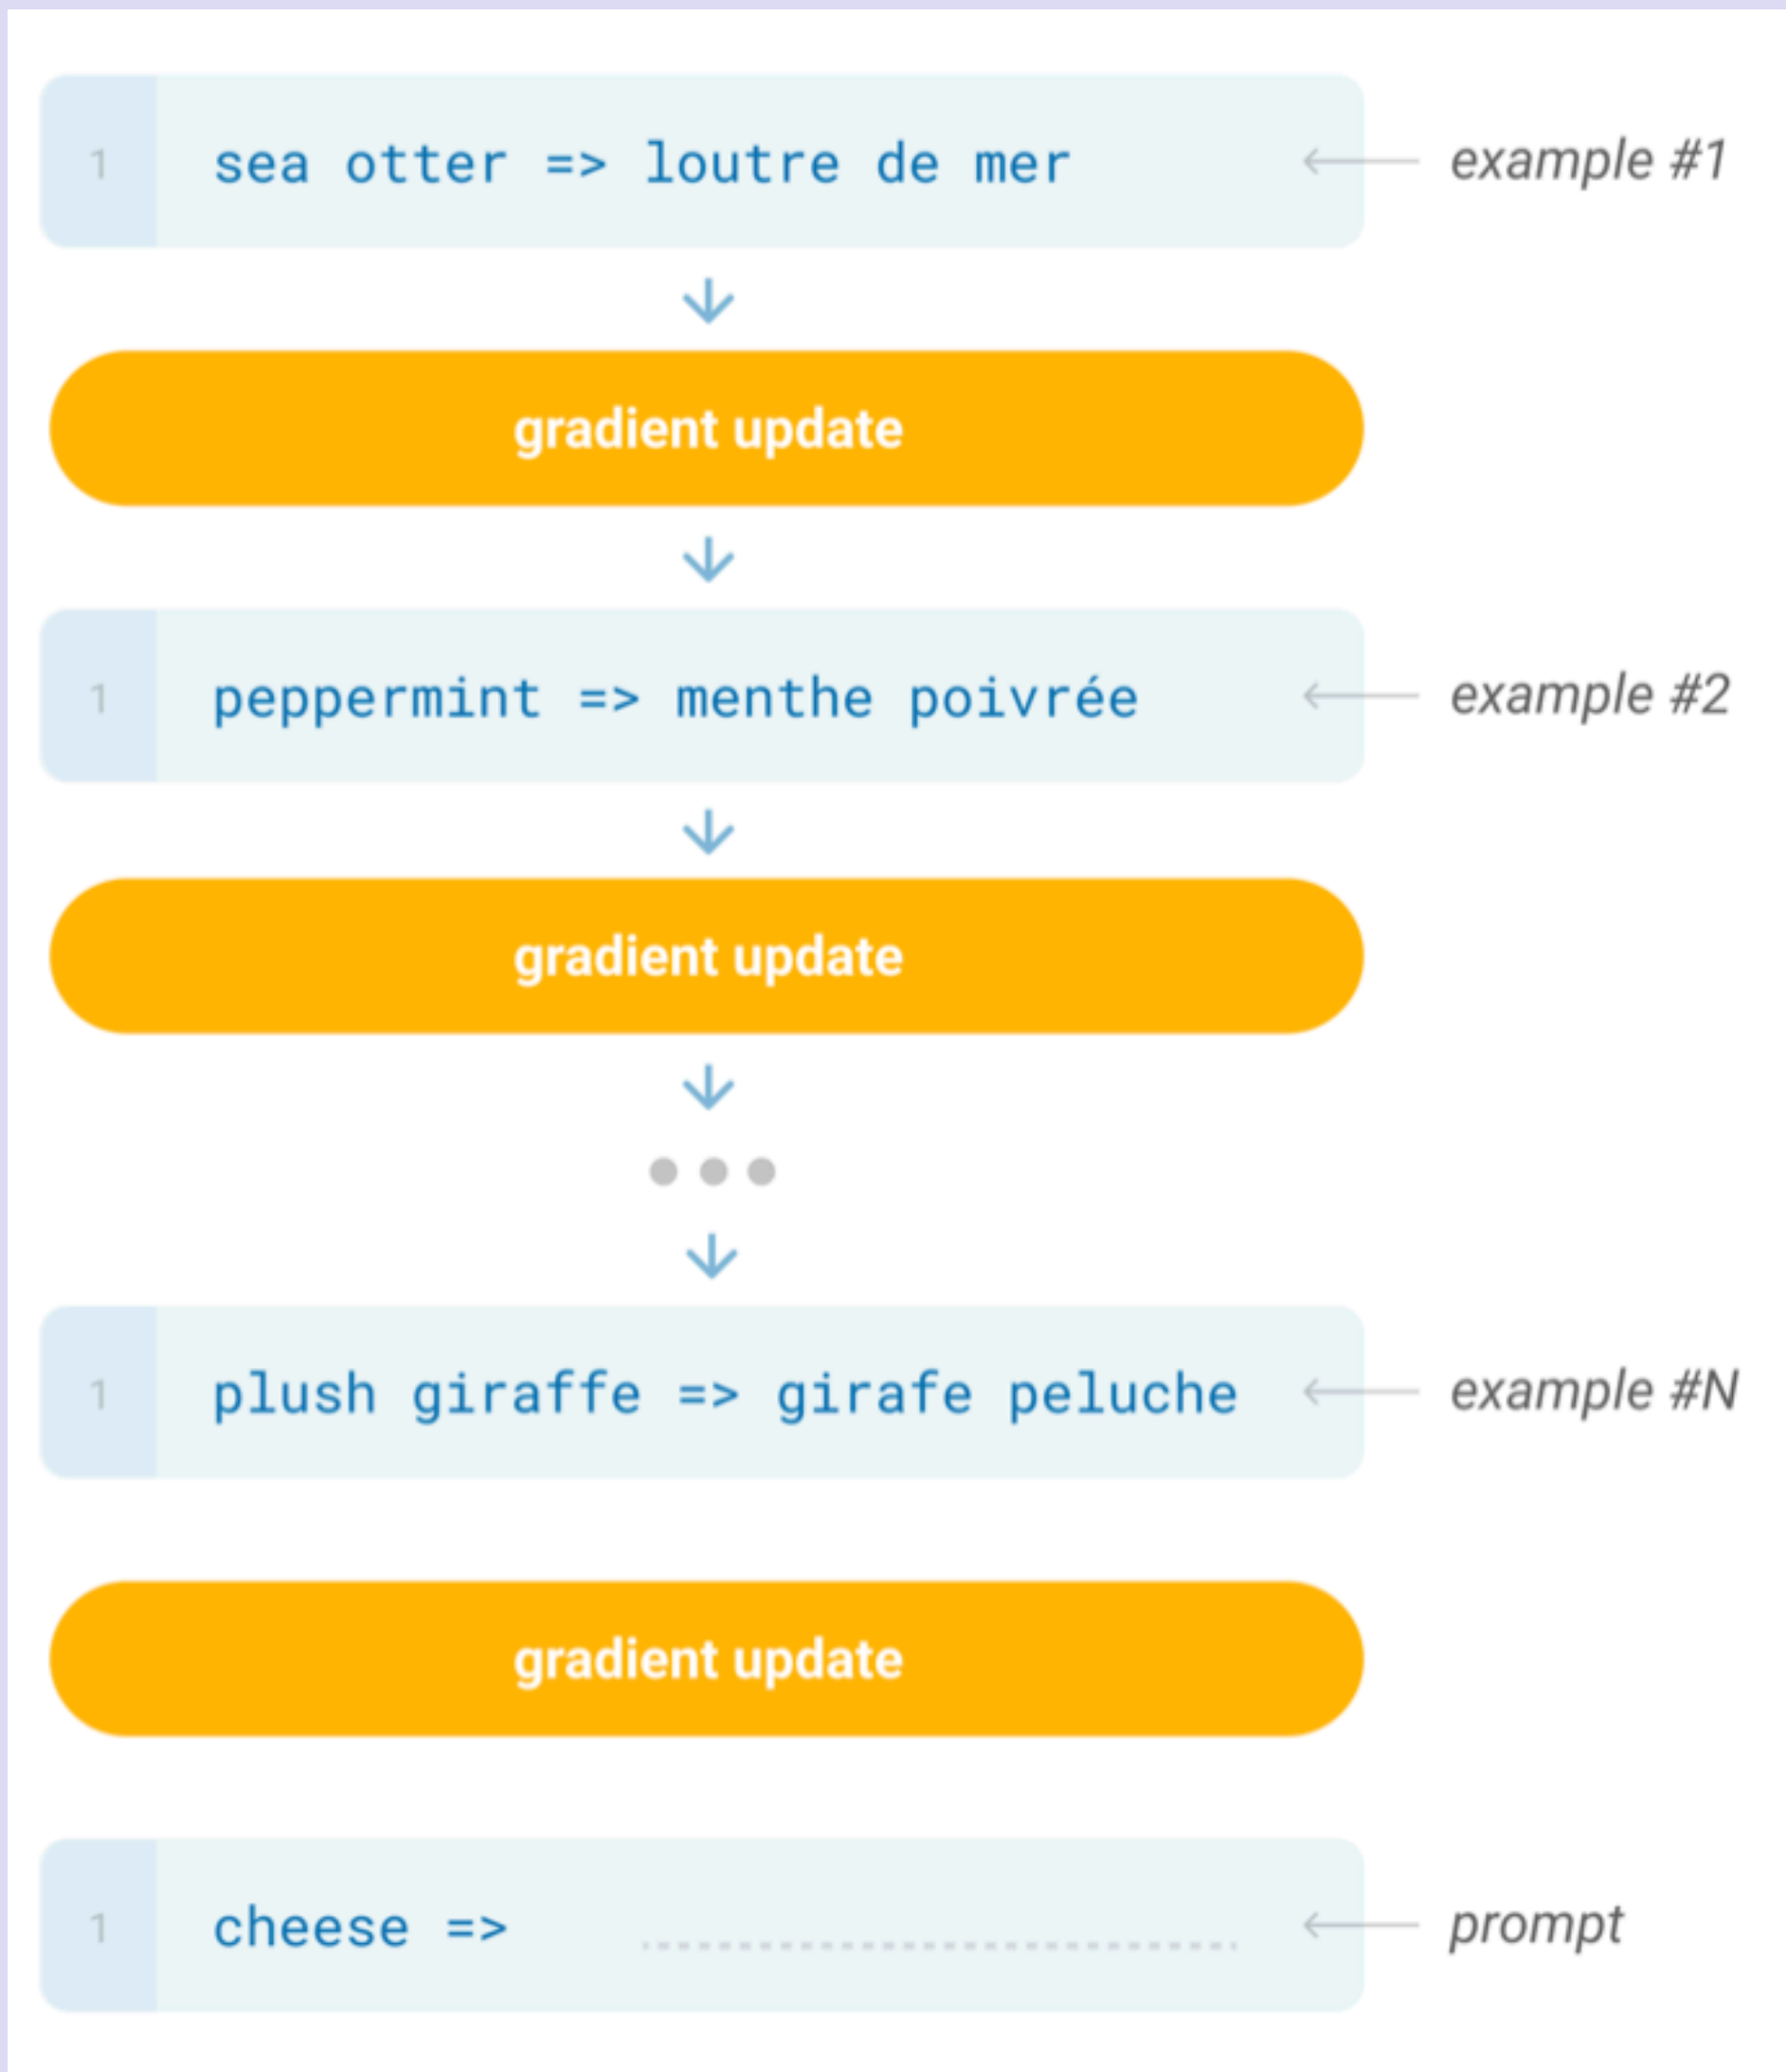 1 sea otter => loutre de mer example #1
gradient update
1 peppermint => menthe poivrée example #2
gradient update
1 plush giraffe => girafe peluche example #N
gradient update
1 cheese => prompt